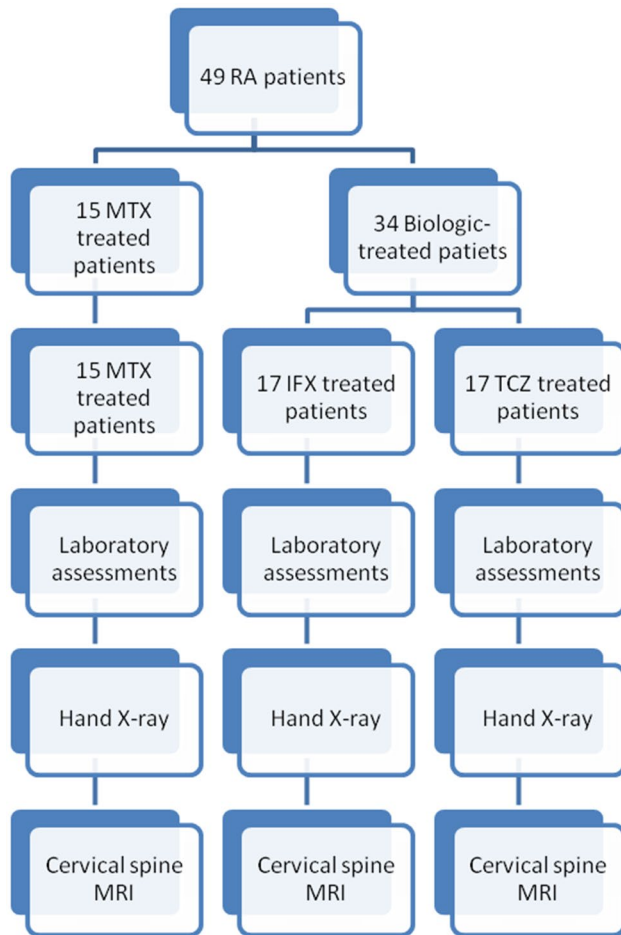 49 RA patients
15 MTX
treated
patients
34 Biologic-
treated patiets
15 MTX
treated
patients
17 IFX treated
patients
17 TCZ treated
patients
Laboratory
assessments
Laboratory
assessments
Laboratory
assessments
Hand X-ray
Hand X-ray
Hand X-ray
Cervical spine
MRI
Cervical spine
MRI
Cervical spine
MRI